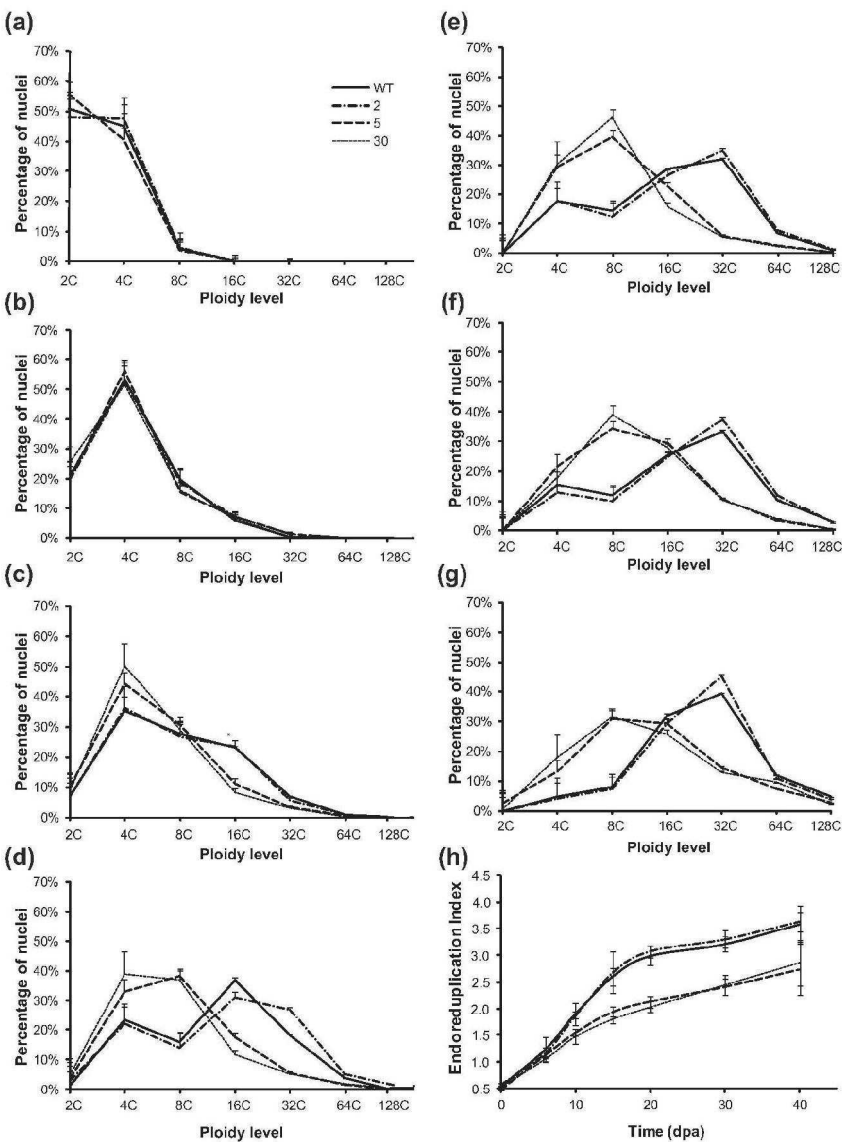 (a)
70%
60%
50%
40%
30%
20%
10%
0%
Percentage of nuclei
2C 4C 8C 16C 32C 64C 128C
Ploidy level
WT
2
5
30
(b)
70%
60%
50%
40%
30%
20%
10%
0%
Percentage of nuclei
2C 4C 8C 16C 32C 64C 128C
Ploidy level
(c)
70%
60%
50%
40%
30%
20%
10%
0%
Percentage of nuclei
2C 4C 8C 16C 32C 64C 128C
Ploidy level
(d)
70%
60%
50%
40%
30%
20%
10%
0%
Percentage of nuclei
2C 4C 8C 16C 32C 64C 128C
Ploidy level
(e)
70%
60%
50%
40%
30%
20%
10%
0%
Percentage of nuclei
2C 4C 8C 16C 32C 64C 128C
Ploidy level
(f)
70%
60%
50%
40%
30%
20%
10%
0%
Percentage of nuclei
2C 4C 8C 16C 32C 64C 128C
Ploidy level
(g)
70%
60%
50%
40%
30%
20%
10%
0%
Percentage of nuclei
2C 4C 8C 16C 32C 64C 128C
Ploidy level
(h)
4.5
4.0
3.5
3.0
2.5
2.0
1.5
1.0
0.5
Endoreduplication Index
0 10 20 30 40
Time (dpa)